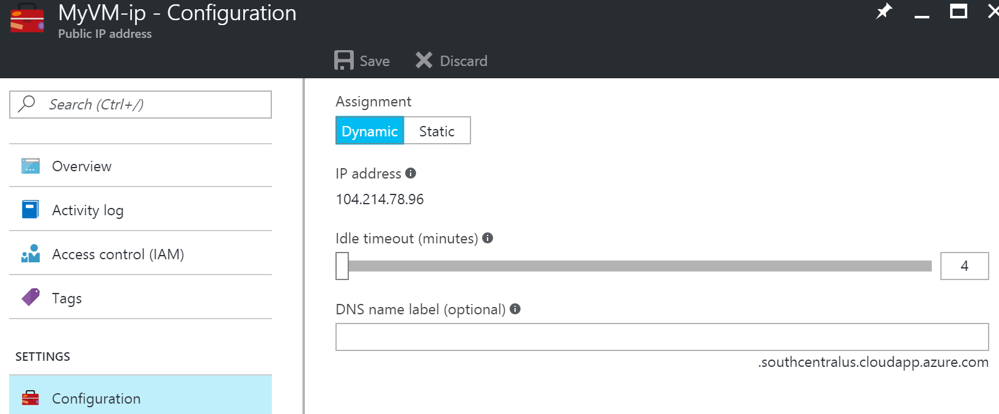 MyVM-ip - Configuration
Public IP address
Save
Discard
Search (Ctrl+/)
Overview
Activity log
Access control (IAM)
Tags
SETTINGS
Configuration
Assignment
Dynamic
Static
IP address
104.214.78.96
Idle timeout (minutes)
4
DNS name label (optional)
.southcentralus.cloudapp.azure.com